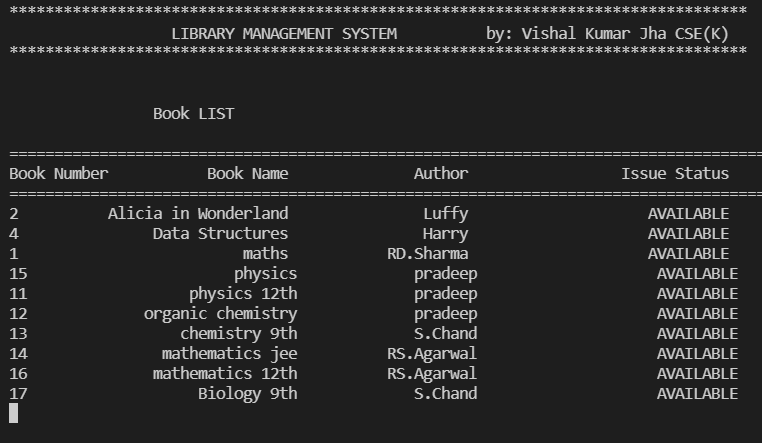 **********************************************************************************
LIBRARY MANAGEMENT SYSTEM by: Vishal Kumar Jha CSE(K)
**********************************************************************************
Book LIST
====================================================================================
Book Number Book Name Author Issue Status
====================================================================================
2 Alicia in Wonderland Luffy AVAILABLE
4 Data Structures Harry AVAILABLE
1 maths RD.Sharma AVAILABLE
15 physics pradeep AVAILABLE
11 physics 12th pradeep AVAILABLE
12 organic chemistry pradeep AVAILABLE
13 chemistry 9th S.Chand AVAILABLE
14 mathematics jee RS.Agarwal AVAILABLE
16 mathematics 12th RS.Agarwal AVAILABLE
17 Biology 9th S.Chand AVAILABLE